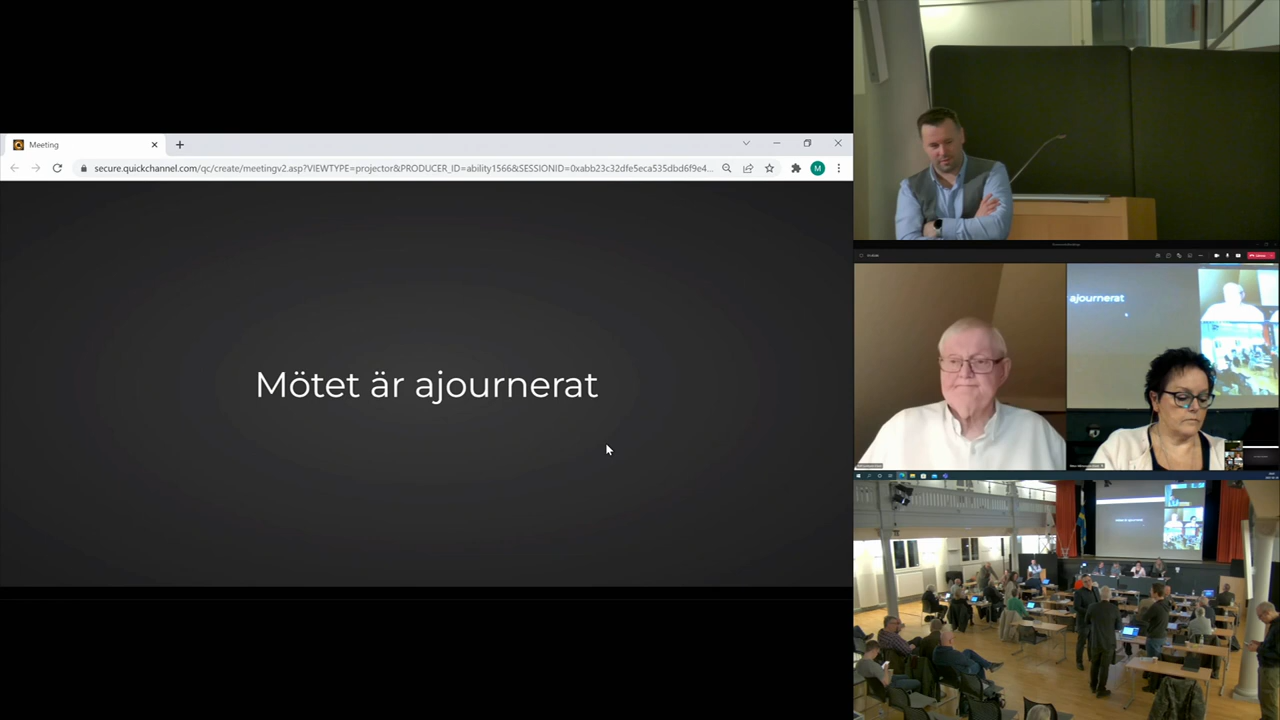 Meeting
secure.quickchannel.com/qc/create/meetingv2.asp?VIEWTYPE=projector&PRODUCER_ID=ability1566&SESSIONID=0xabb23c32dfe5eca535dbd6f9e4...
M
Mötet är ajournerat
ajournerat